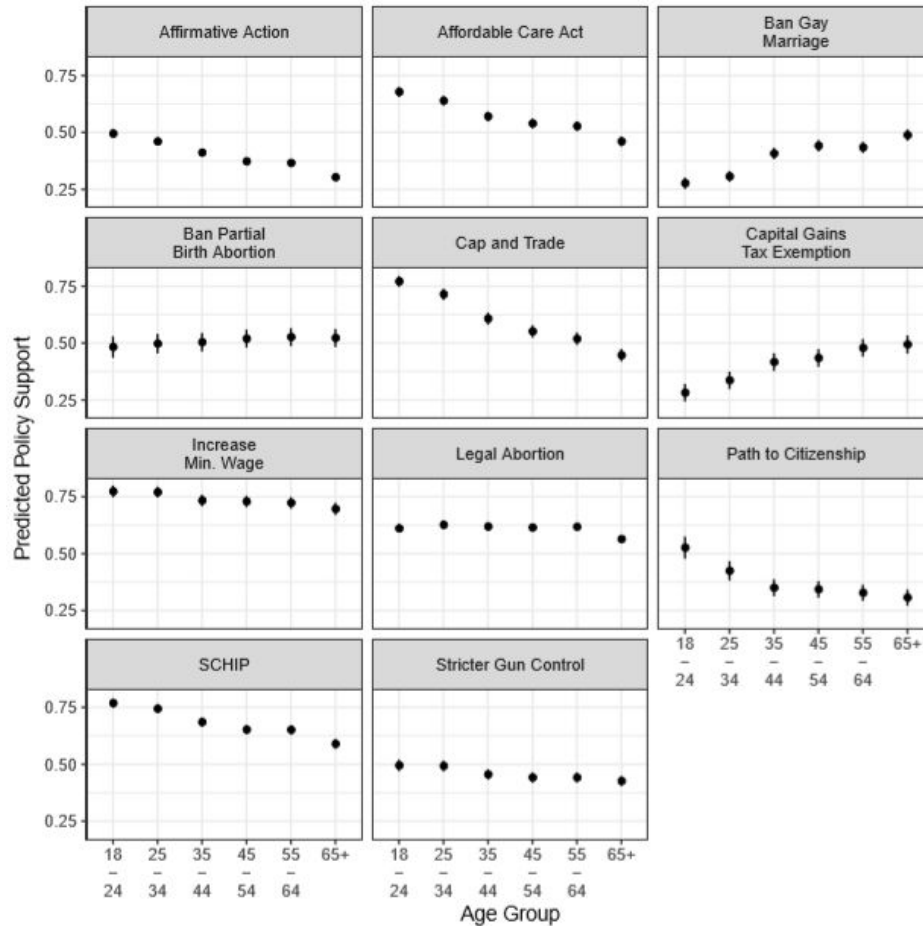 Affirmative Action
Affordable Care Act
Ban Gay
Marriage
0.75
0.50
0.25
Ban Partial
Birth Abortion
Cap and Trade
Capital Gains
Tax Exemption
0.75
0.50
0.25
Increase
Min. Wage
Legal Abortion
Path to Citizenship
0.75
0.50
0.25
18 25 35 45 55 65+
– – – – –
24 34 44 54 64
SCHIP
Stricter Gun Control
0.75
0.50
0.25
18 25 35 45 55 65+
– – – – –
24 34 44 54 64
18 25 35 45 55 65+
– – – – –
24 34 44 54 64
Predicted Policy Support
Age Group